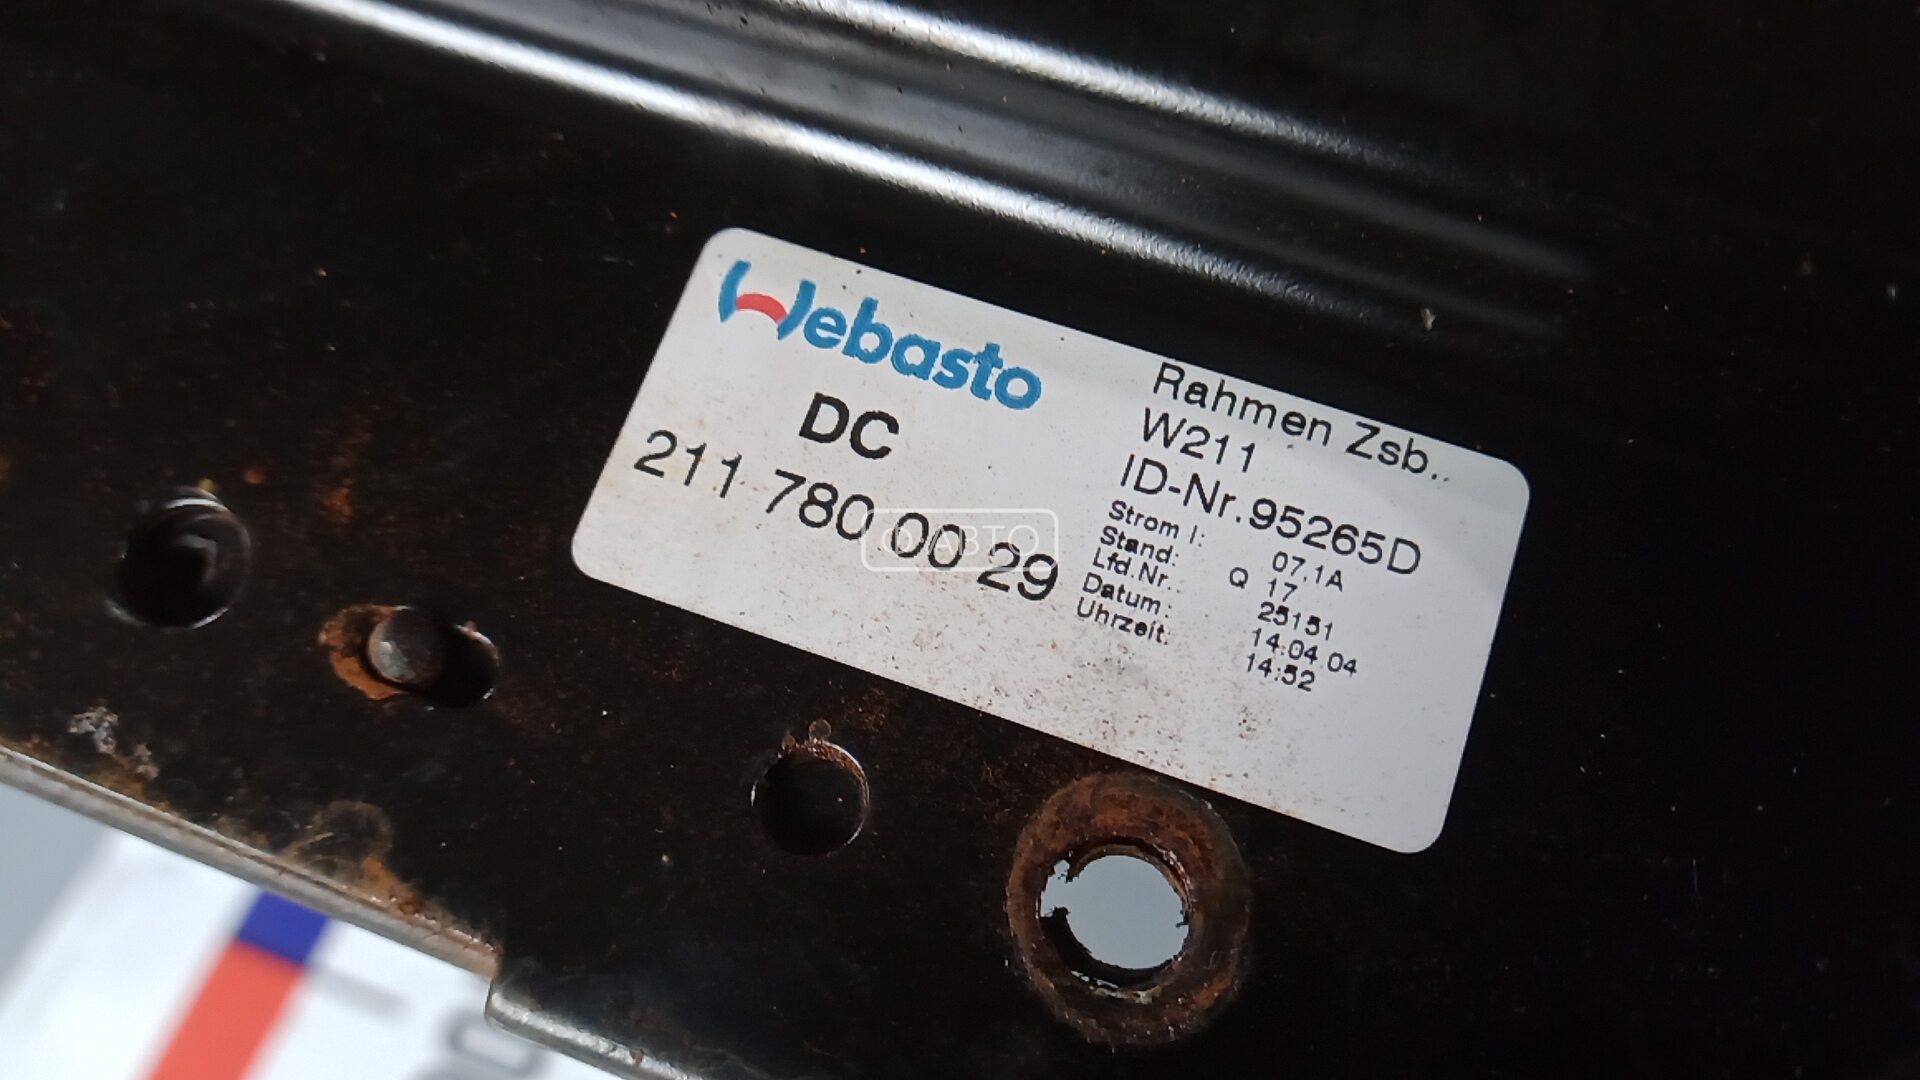 Webasto
DC
211 780 00 29
Rahmen Zsb..
W211
ID-Nr.95265D
Strom I: 07.1A
Stand: Q 17
Lfd.Nr.: 25151
Datum: 14.04.04
Uhrzeit: 14:52